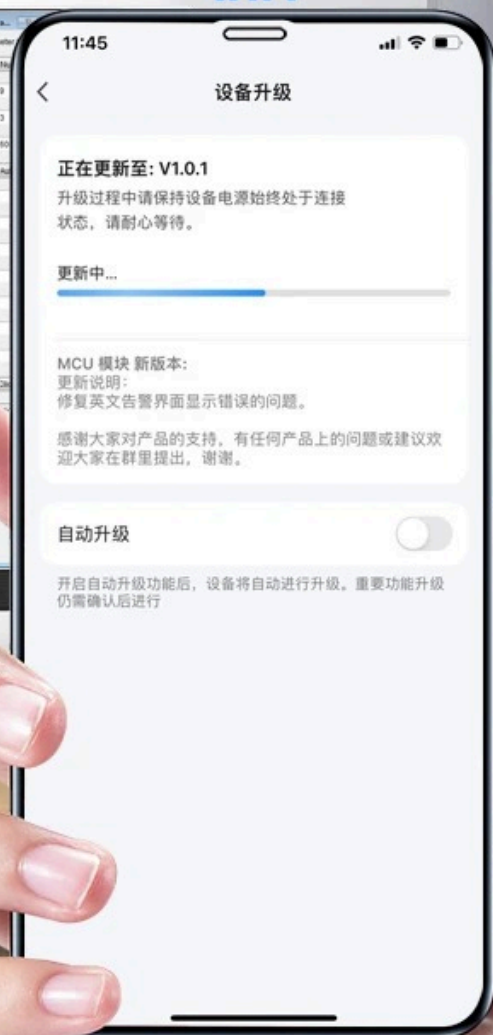 11:45
设备升级
正在更新至: V1.0.1
升级过程中请保持设备电源始终处于连接
状态，请耐心等待。
更新中...
MCU 模块 新版本:
更新说明:
修复英文告警界面显示错误的问题。
感谢大家对产品的支持，有任何产品上的问题或建议欢
迎大家在群里提出，谢谢。
自动升级
开启自动升级功能后，设备将自动进行升级。重要功能升级
仍需确认后进行